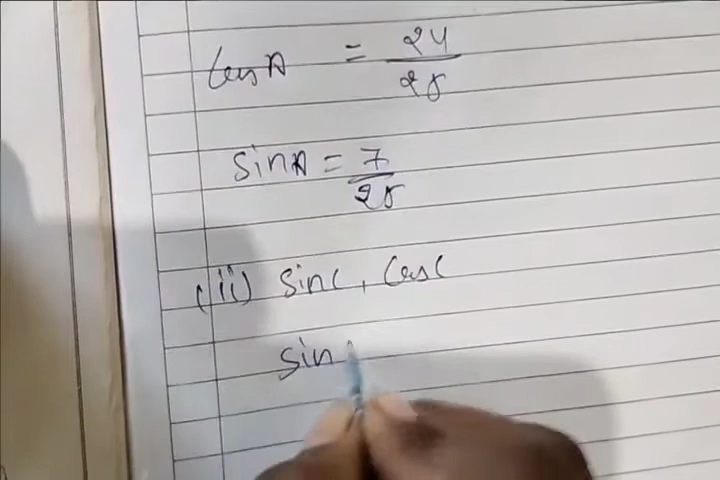 cos A = 24/25
sin A = 7/25
(ii) sin C, cos C
sin